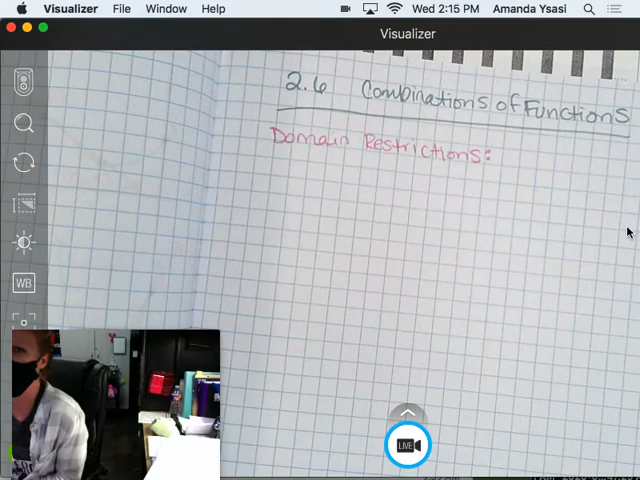 Visualizer File Window Help Wed 2:15 PM Amanda Ysasi
Visualizer
2.6 Combinations of Functions
Domain Restrictions:
WB
LIVE